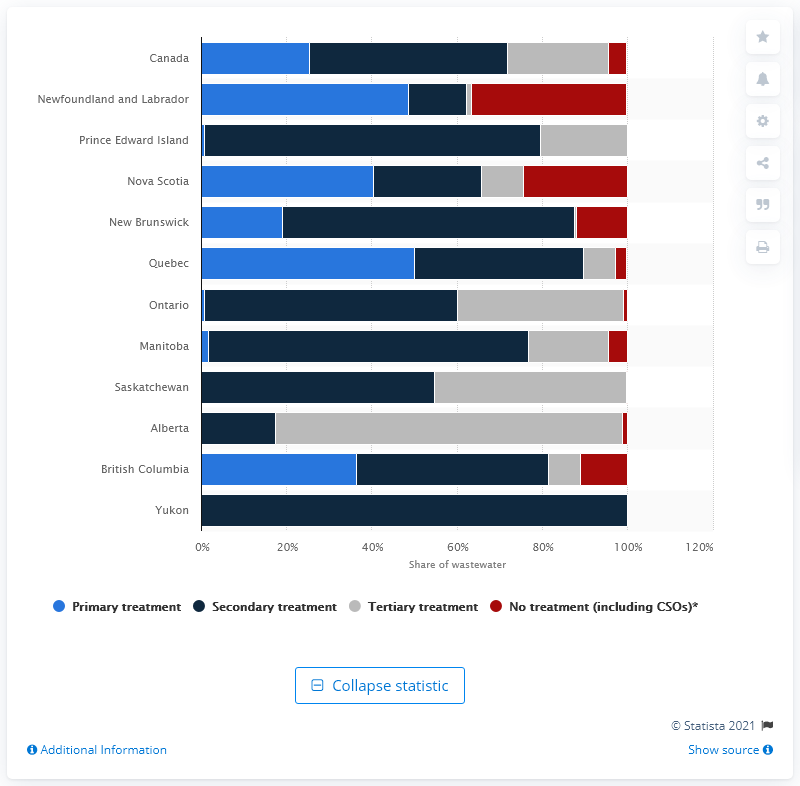 Canada
Newfoundland and Labrador
Prince Edward Island
Nova Scotia
New Brunswick
Quebec
Ontario
Manitoba
Saskatchewan
Alberta
British Columbia
Yukon
0% 20% 40% 60% 80% 100% 120%
Share of wastewater
Primary treatment Secondary treatment Tertiary treatment No treatment (including CSOs)*
Collapse statistic
© Statista 2021
Additional Information Show source